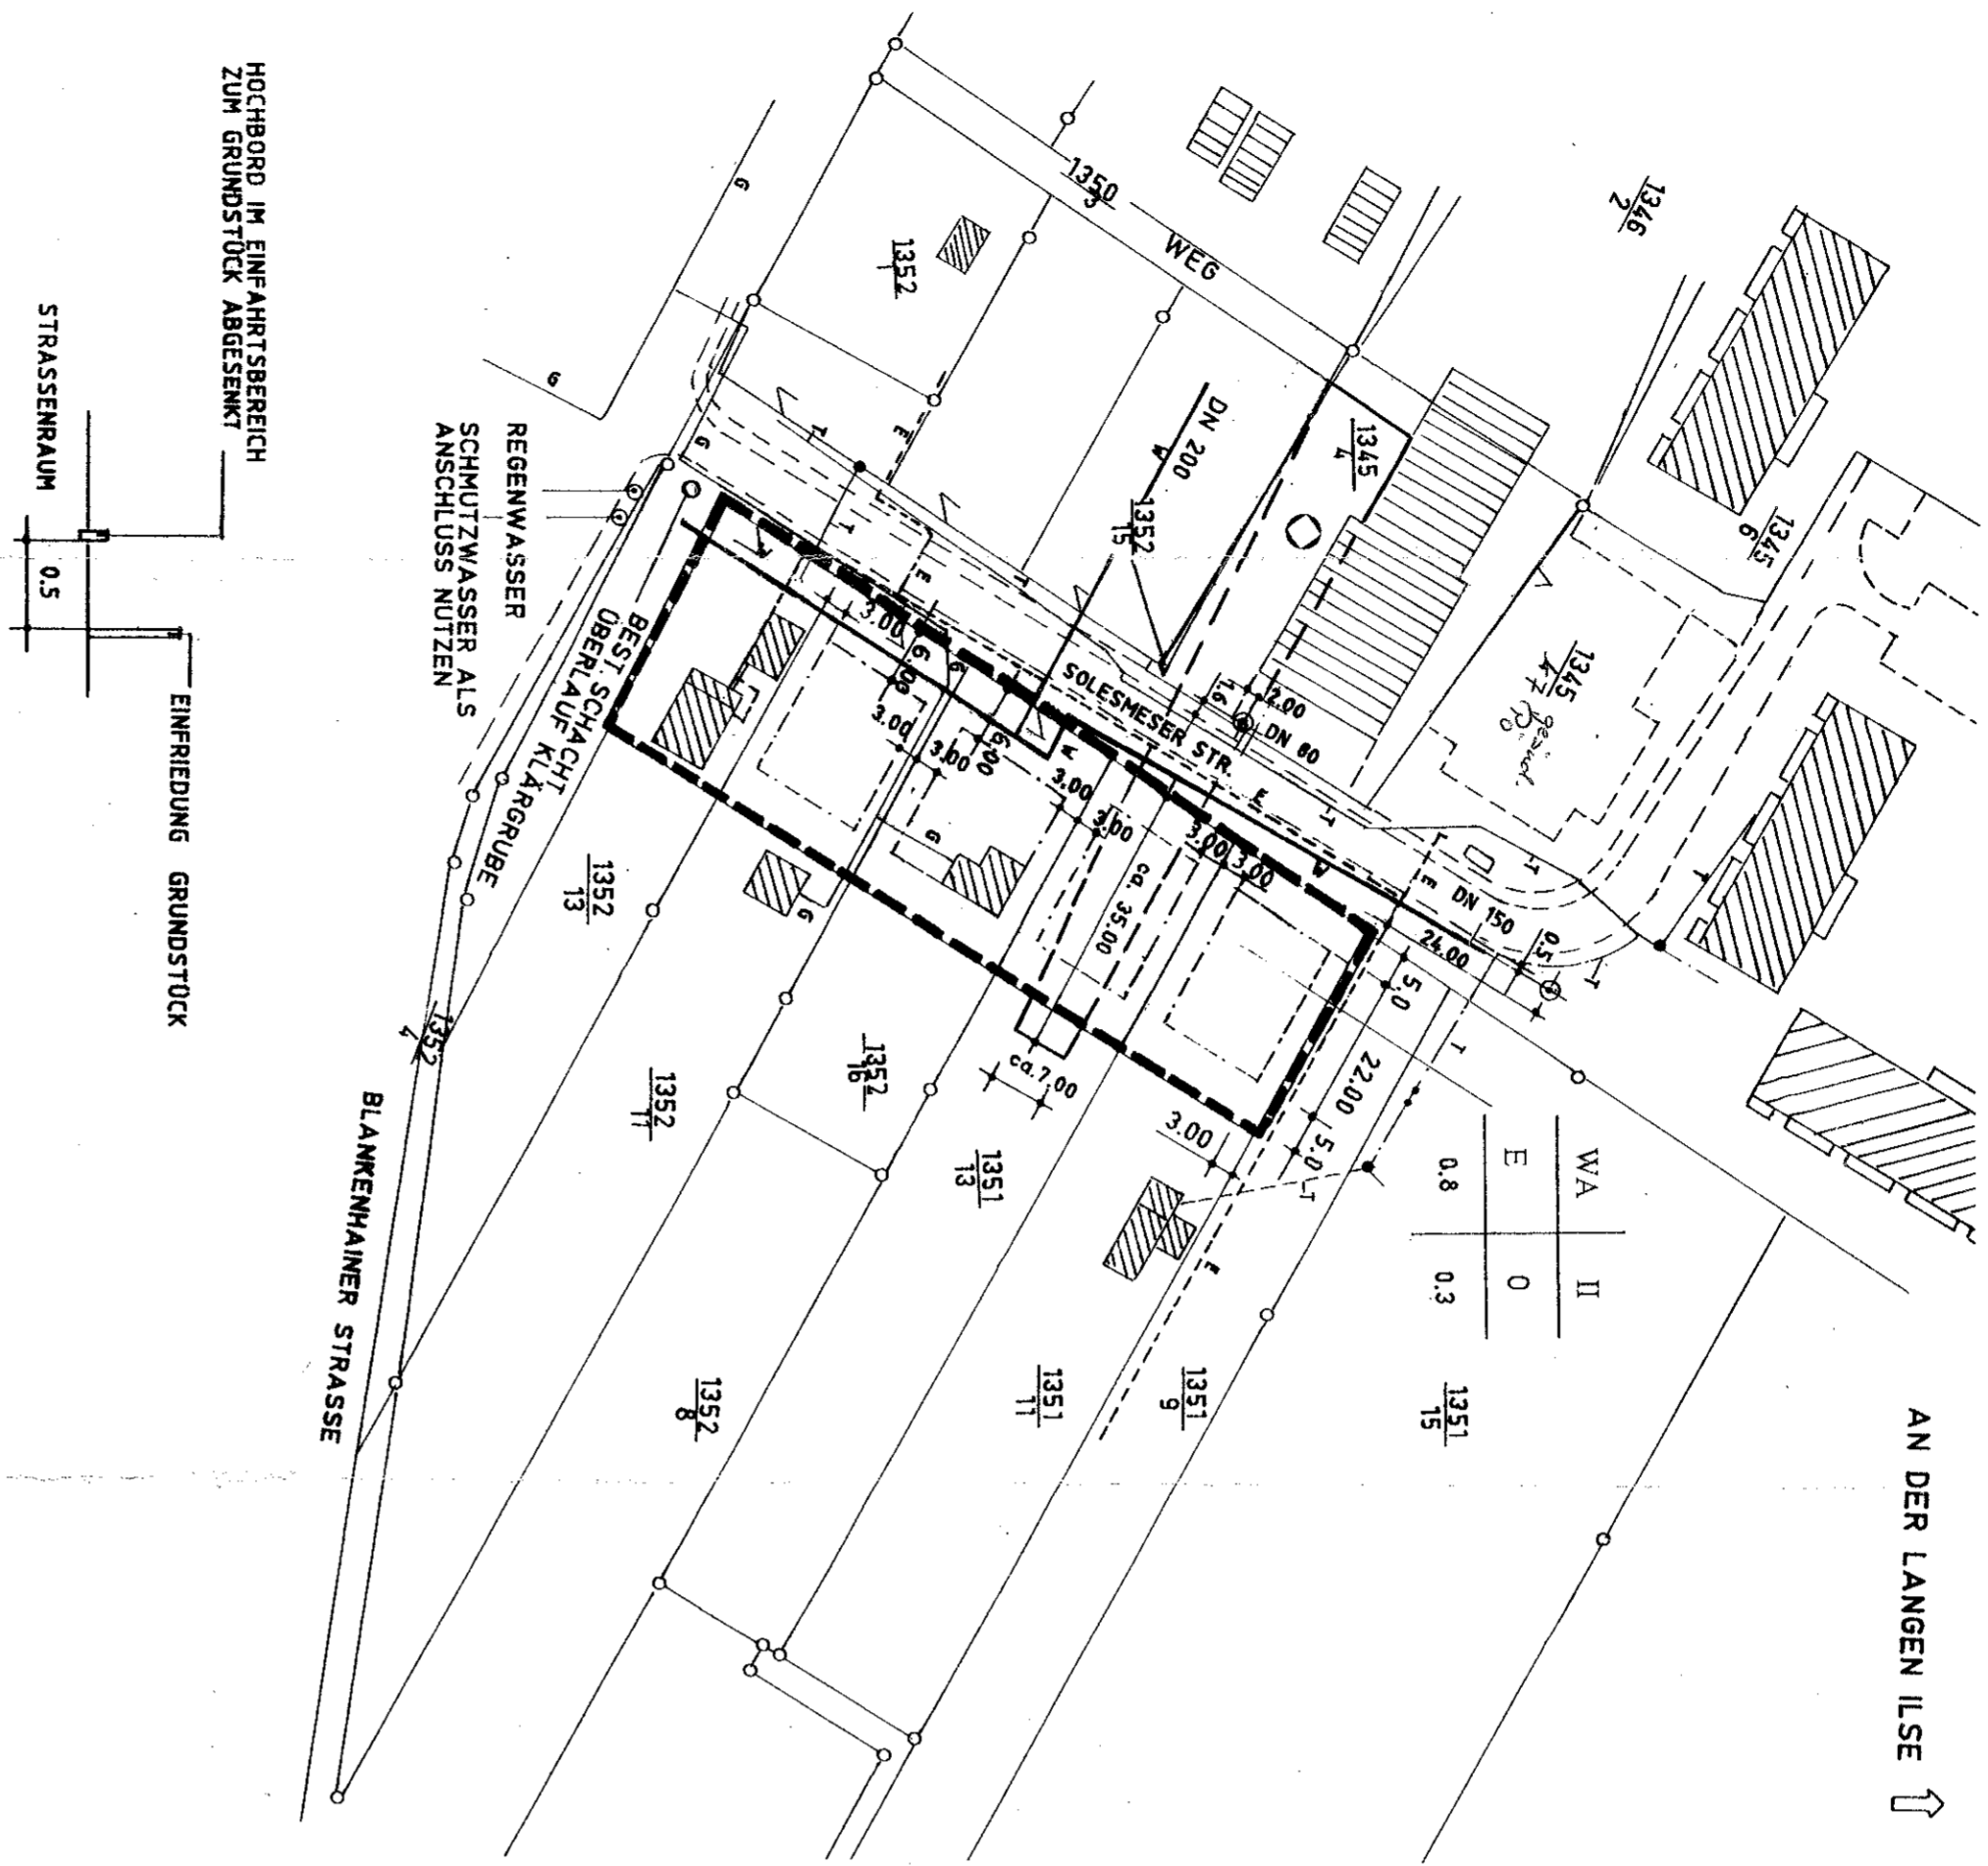 AN DER LANGEN ILSE
1346
2
1345
6
1345
47
1345
4
1350
3
WEG
1352
1
DN 200
W
1352
15
SOLESMESER STR.
1.6
2.00
DN 80
DN 150
24.00
0.5
5.0
22.00
5.0
3.00
3.00
6.00
3.00
3.00
6.00
3.00
3.00
3.00
3.00
ca. 35.00
ca. 7.00
WA II
E O
0.8 0.3
1351
15
1351
9
1351
11
1351
13
1352
16
1352
11
1352
13
1352
8
1352
4
BLANKENHAINER STRASSE
BEST. SCHACHT
ÜBERLAUF KLÄRGRUBE
REGENWASSER
SCHMUTZWASSER ALS
ANSCHLUSS NUTZEN
HOCHBORD IM EINFAHRTSBEREICH
ZUM GRUNDSTÜCK ABGESENKT
STRASSENRAUM
0.5
EINFRIEDUNG GRUNDSTÜCK